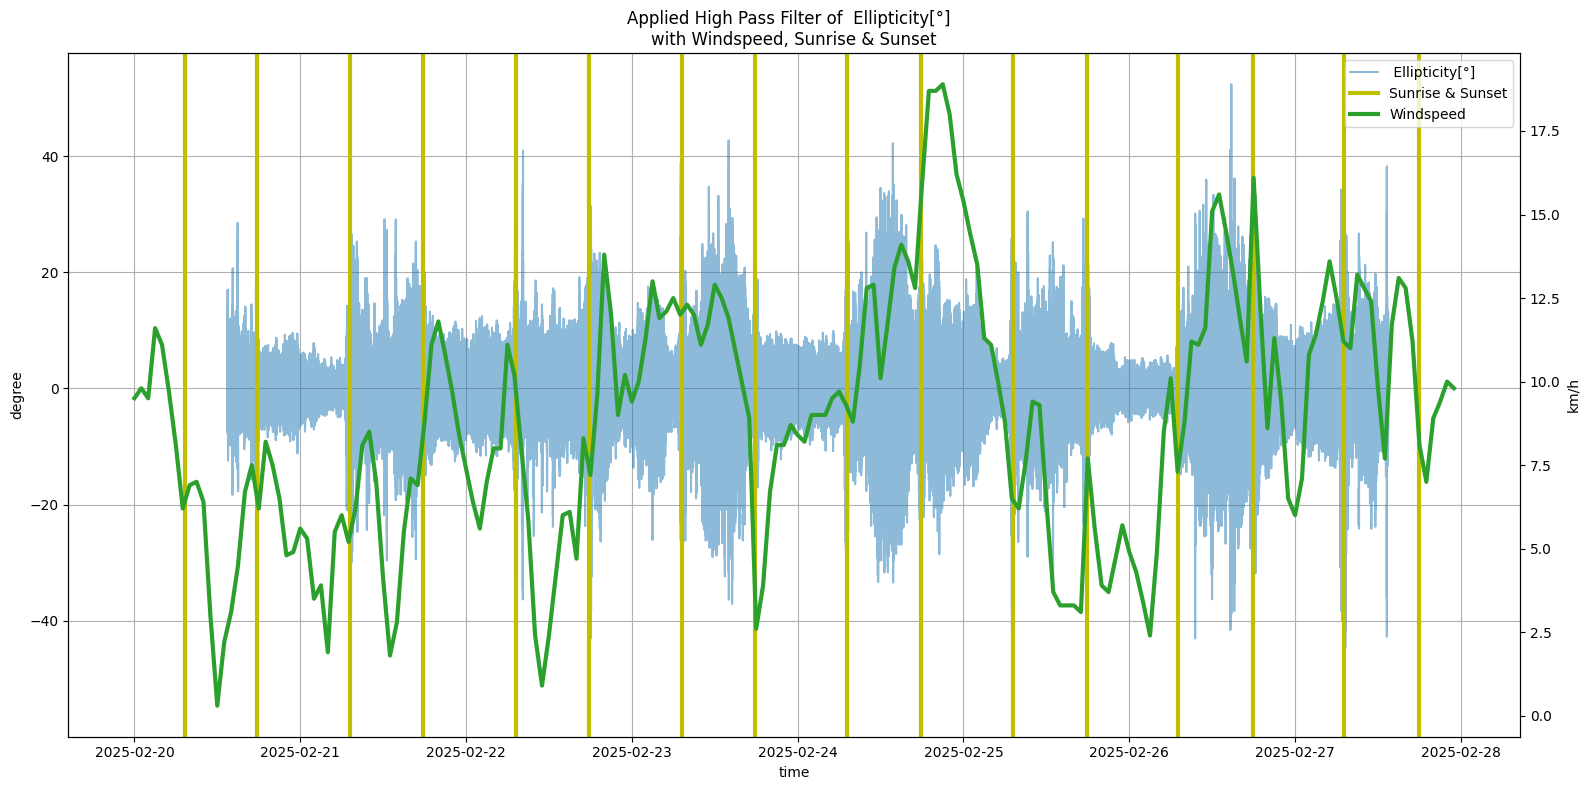 Applied High Pass Filter of  Ellipticity[°]
with Windspeed, Sunrise & Sunset
Ellipticity[°]
Sunrise & Sunset
Windspeed
40
20
0
−20
−40
degree
17.5
15.0
12.5
10.0
7.5
5.0
2.5
0.0
km/h
2025-02-20
2025-02-21
2025-02-22
2025-02-23
2025-02-24
2025-02-25
2025-02-26
2025-02-27
2025-02-28
time